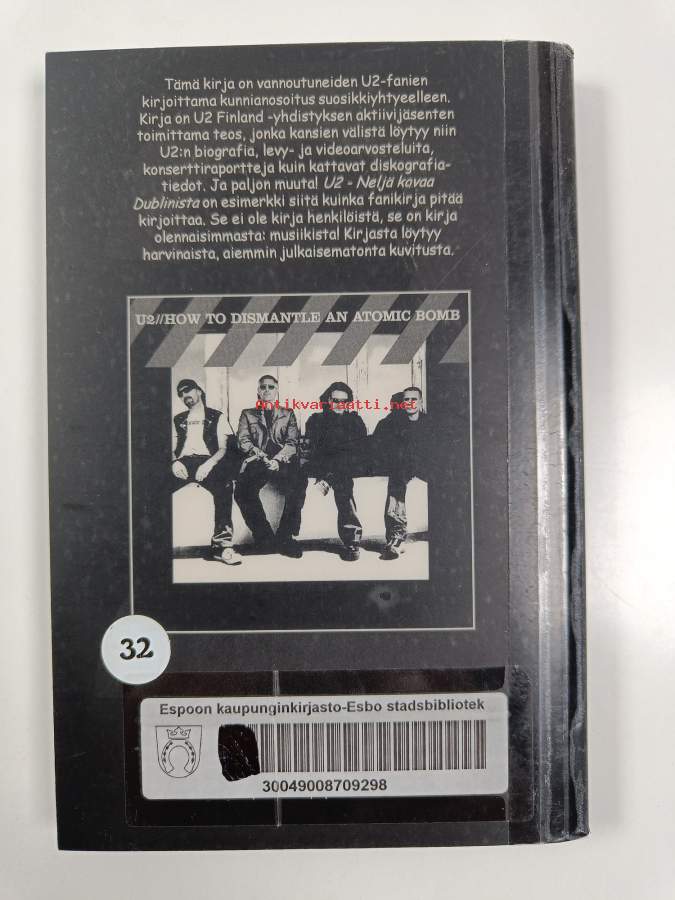 Tämä kirja on vannoutuneiden U2-fanien
kirjoittama kunnianosoitus suosikkiyhtyeelleen.
Kirja on U2 Finland -yhdistyksen aktiivijäsenten
toimittama teos, jonka kansien välistä löytyy niin
U2:n biografia, levy- ja videoarvosteluita,
konserttiraportteja kuin kattavat diskografia-
tiedot. Ja paljon muuta! U2 - Neljä kovaa
Dublinista on esimerkki siitä kuinka fanikirja pitää
kirjoittaa. Se ei ole kirja henkilöistä, se on kirja
olennaisimmasta: musiikista! Kirjasta löytyy
harvinaista, aiemmin julkaisematonta kuvitusta.
U2//HOW TO DISMANTLE AN ATOMIC BOMB
Antikvariaatti.net
32
Espoon kaupunginkirjasto-Esbo stadsbibliotek
30049008709298